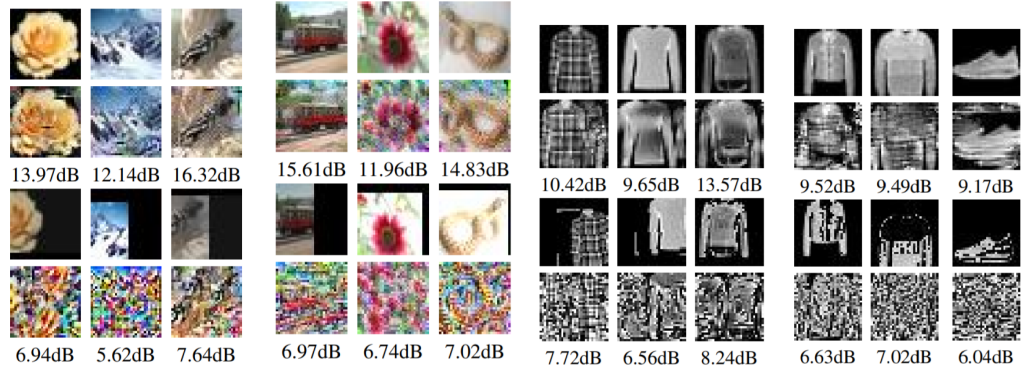 13.97dB 12.14dB 16.32dB
15.61dB 11.96dB 14.83dB
10.42dB 9.65dB 13.57dB
9.52dB 9.49dB 9.17dB
6.94dB 5.62dB 7.64dB
6.97dB 6.74dB 7.02dB
7.72dB 6.56dB 8.24dB
6.63dB 7.02dB 6.04dB